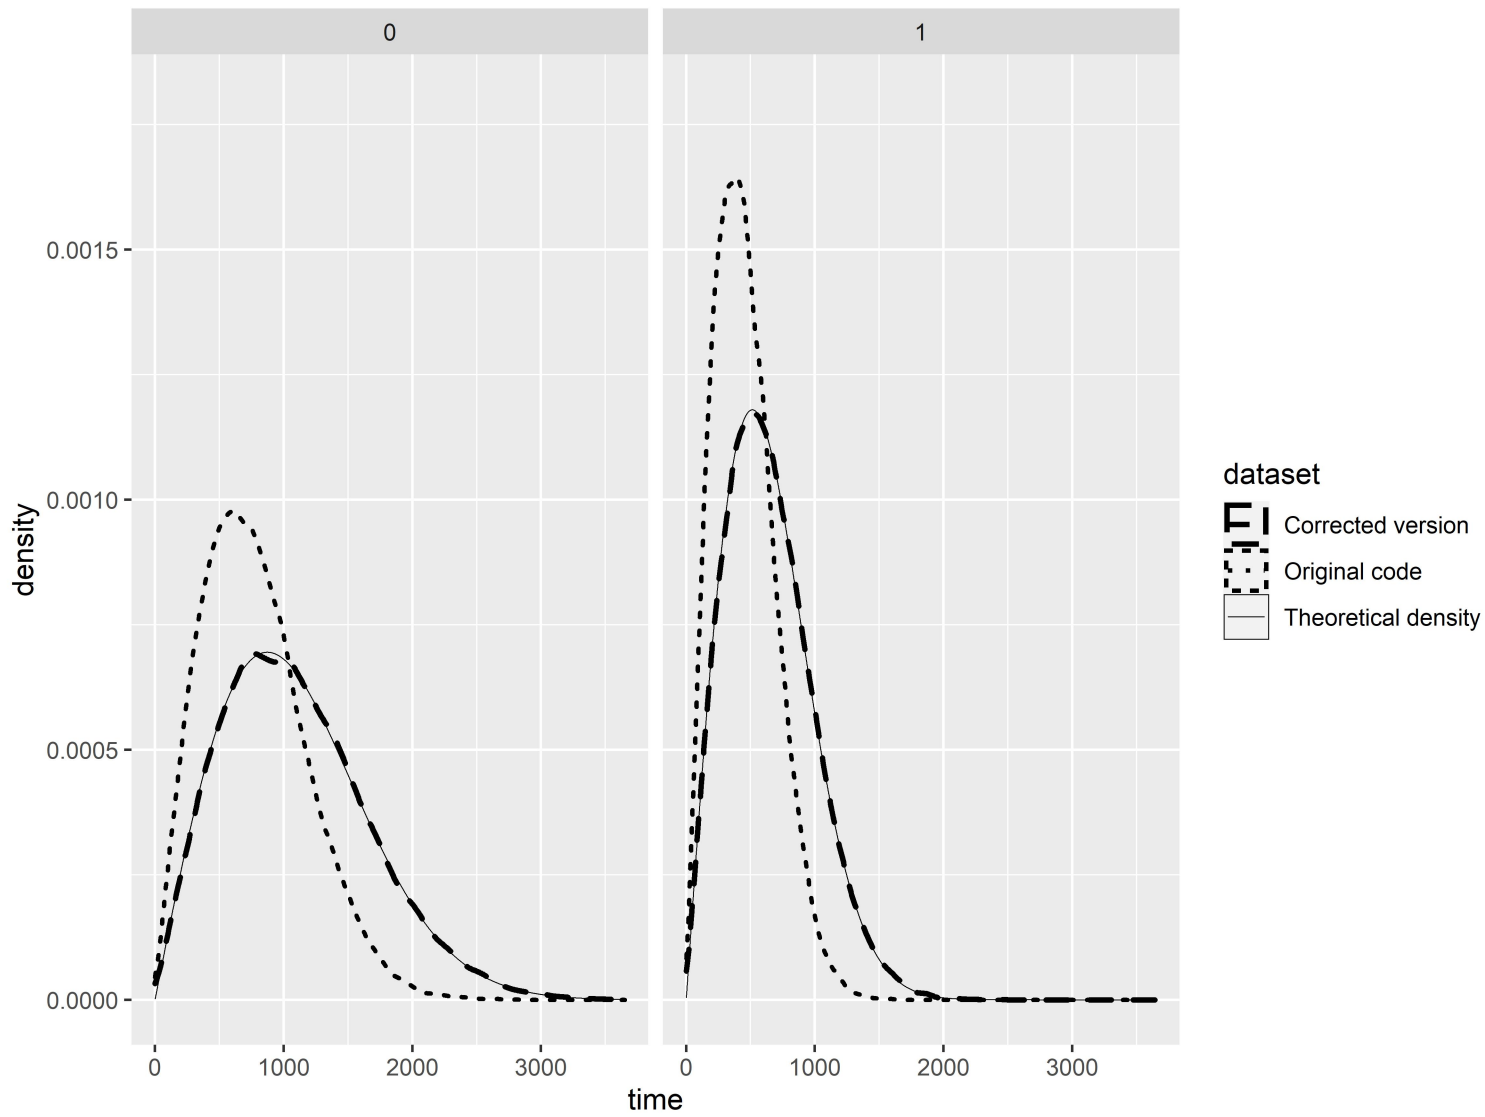 0
1
density
0.0015
0.0010
0.0005
0.0000
0
1000
2000
3000
0
1000
2000
3000
time
dataset
Corrected version
Original code
Theoretical density